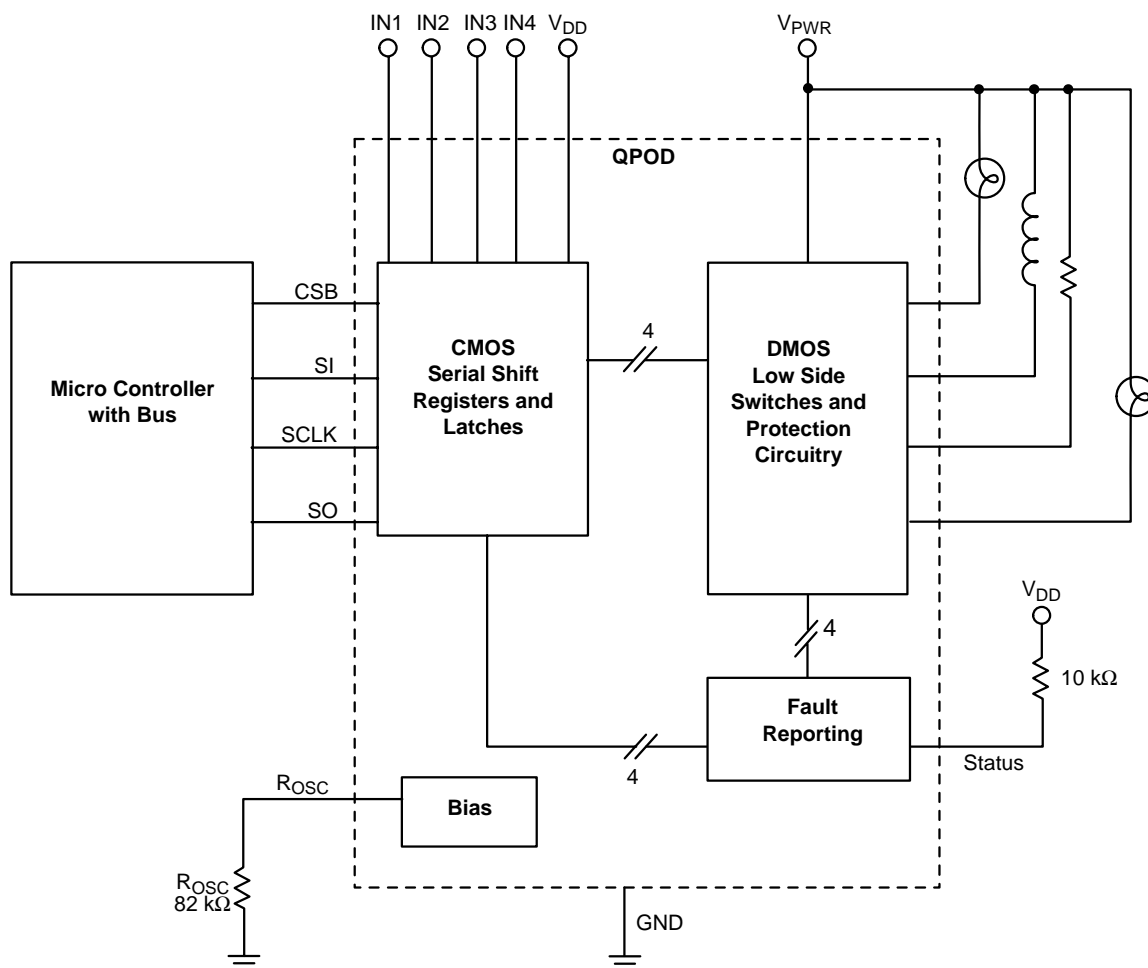 IN1 IN2 IN3 IN4 VDD
VPWR
QPOD
CSB
SI
SCLK
SO
Micro Controller
with Bus
CMOS
Serial Shift
Registers and
Latches
4
DMOS
Low Side
Switches and
Protection
Circuitry
4
VDD
10 kΩ
Fault
Reporting
Status
4
ROSC
Bias
ROSC
82 kΩ
GND